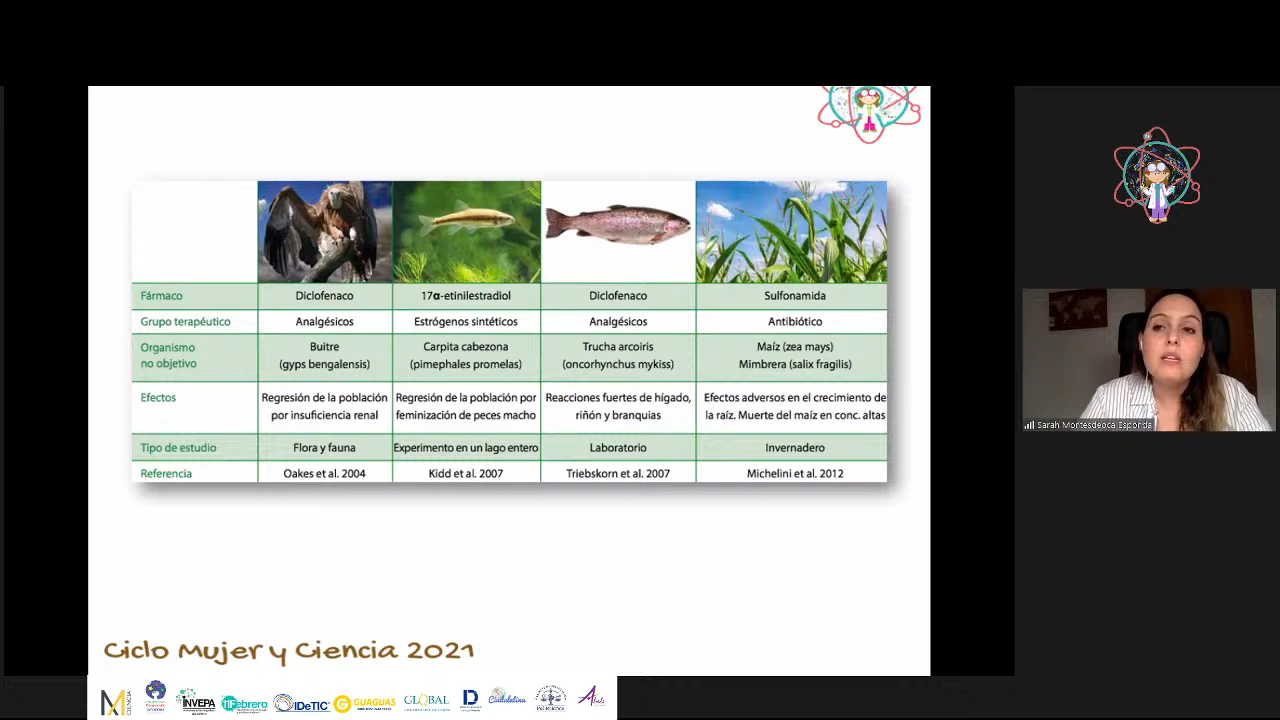 Fármaco Diclofenaco 17α-etinilestradiol Diclofenaco Sulfonamida
Grupo terapéutico Analgésicos Estrógenos sintéticos Analgésicos Antibiótico
Organismo Buitre Carpita cabezona Trucha arcoiris Maíz (zea mays)
no objetivo (gyps bengalensis) (pimephales promelas) (oncorhynchus mykiss) Mimbrera (salix fragilis)
Efectos Regresión de la población Regresión de la población por Reacciones fuertes de hígado, Efectos adversos en el crecimiento de
por insuficiencia renal feminización de peces macho riñón y branquias la raíz. Muerte del maíz en conc. altas
Tipo de estudio Flora y fauna Experimento en un lago entero Laboratorio Invernadero
Referencia Oakes et al. 2004 Kidd et al. 2007 Triebskorn et al. 2007 Michelini et al. 2012
Sarah Montesdeoca Esponda
Ciclo Mujer y Ciencia 2021
M CIENCIA INVEPA 11Febrero IDeTIC GUAGUAS GLOBAL D